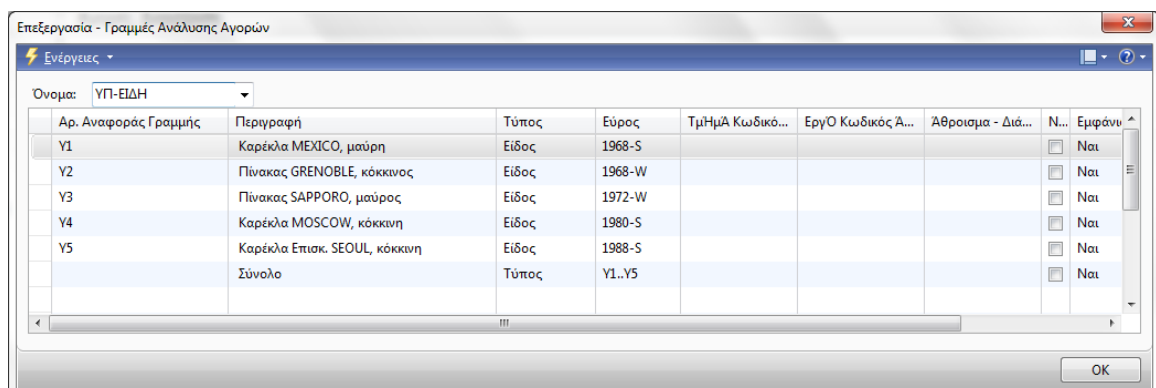 Επεξεργασία - Γραμμές Ανάλυσης Αγορών
Ενέργειες
Όνομα: ΥΠ-ΕΙΔΗ
Αρ. Αναφοράς Γραμμής Περιγραφή Τύπος Εύρος ΤμΉμΆ Κωδικό... ΕργΌ Κωδικός Ά... Άθροισμα - Διά... Ν... Εμφάνι
Υ1 Καρέκλα MEXICO, μαύρη Είδος 1968-S Ναι
Υ2 Πίνακας GRENOBLE, κόκκινος Είδος 1968-W Ναι
Υ3 Πίνακας SAPPORO, μαύρος Είδος 1972-W Ναι
Υ4 Καρέκλα MOSCOW, κόκκινη Είδος 1980-S Ναι
Υ5 Καρέκλα Επισκ. SEOUL, κόκκινη Είδος 1988-S Ναι
Σύνολο Τύπος Υ1..Υ5 Ναι
OK